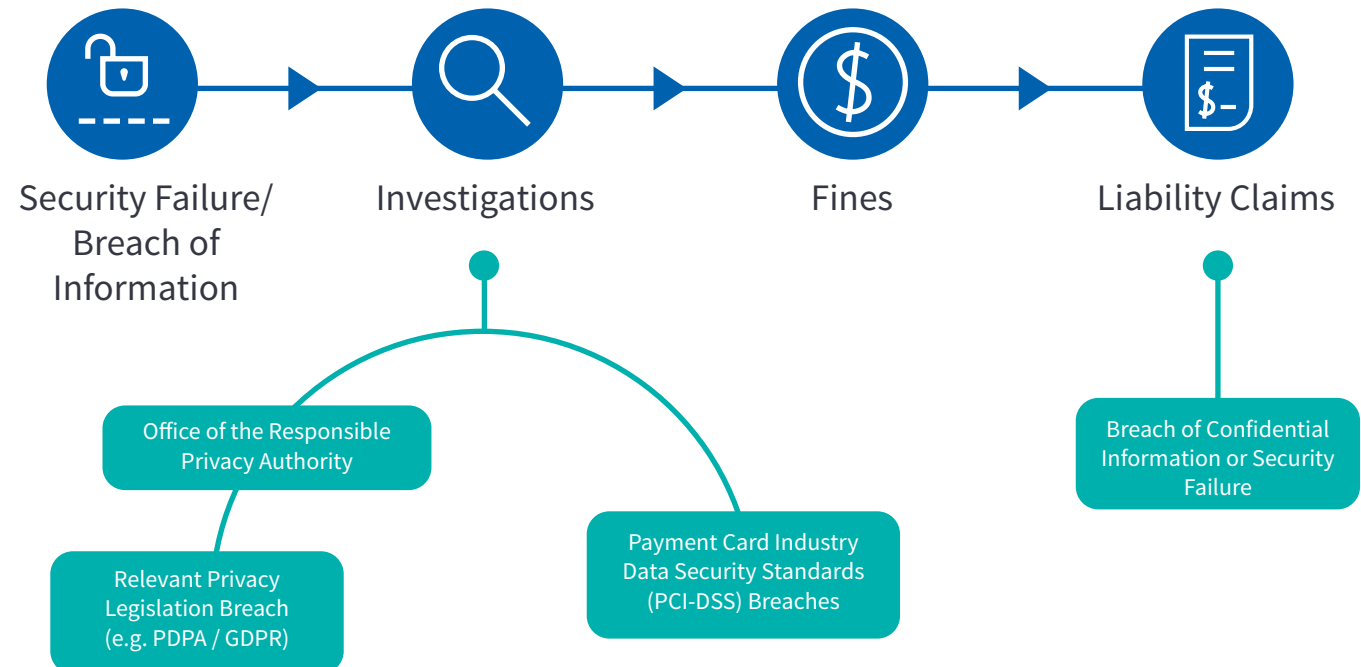 $
$
Security Failure/
Breach of
Information
Investigations
Fines
Liability Claims
Office of the Responsible
Privacy Authority
Relevant Privacy
Legislation Breach
(e.g. PDPA / GDPR)
Payment Card Industry
Data Security Standards
(PCI-DSS) Breaches
Breach of Confidential
Information or Security
Failure